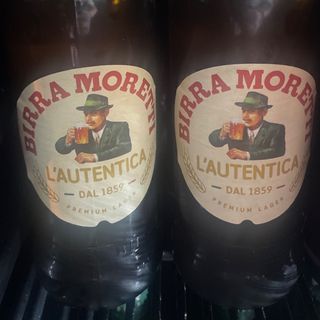 BIRRA MORETTI
L'AUTENTICA
DAL 1859
PREMIUM LAGER
BIRRA MORETTI
L'AUTENTICA
DAL 1859
PREMIUM LAGER